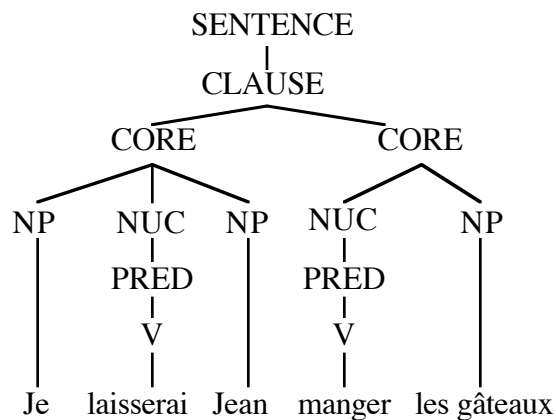 SENTENCE
CLAUSE
CORE CORE
NP NUC NP NUC NP
PRED PRED
V V
Je laisserai Jean manger les gâteaux